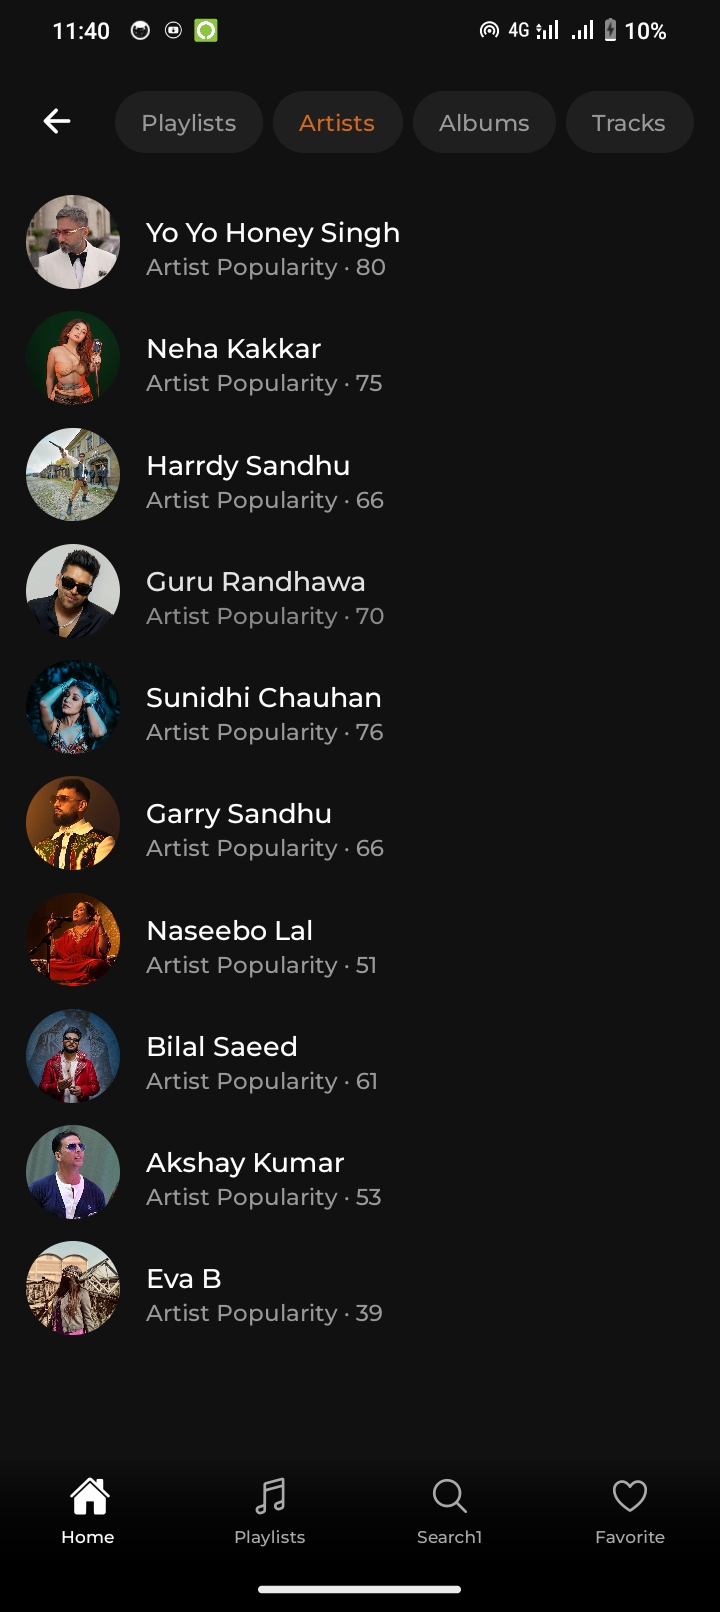 11:40 4G 10%
Playlists Artists Albums Tracks
Yo Yo Honey Singh
Artist Popularity · 80
Neha Kakkar
Artist Popularity · 75
Harrdy Sandhu
Artist Popularity · 66
Guru Randhawa
Artist Popularity · 70
Sunidhi Chauhan
Artist Popularity · 76
Garry Sandhu
Artist Popularity · 66
Naseebo Lal
Artist Popularity · 51
Bilal Saeed
Artist Popularity · 61
Akshay Kumar
Artist Popularity · 53
Eva B
Artist Popularity · 39
Home Playlists Search1 Favorite